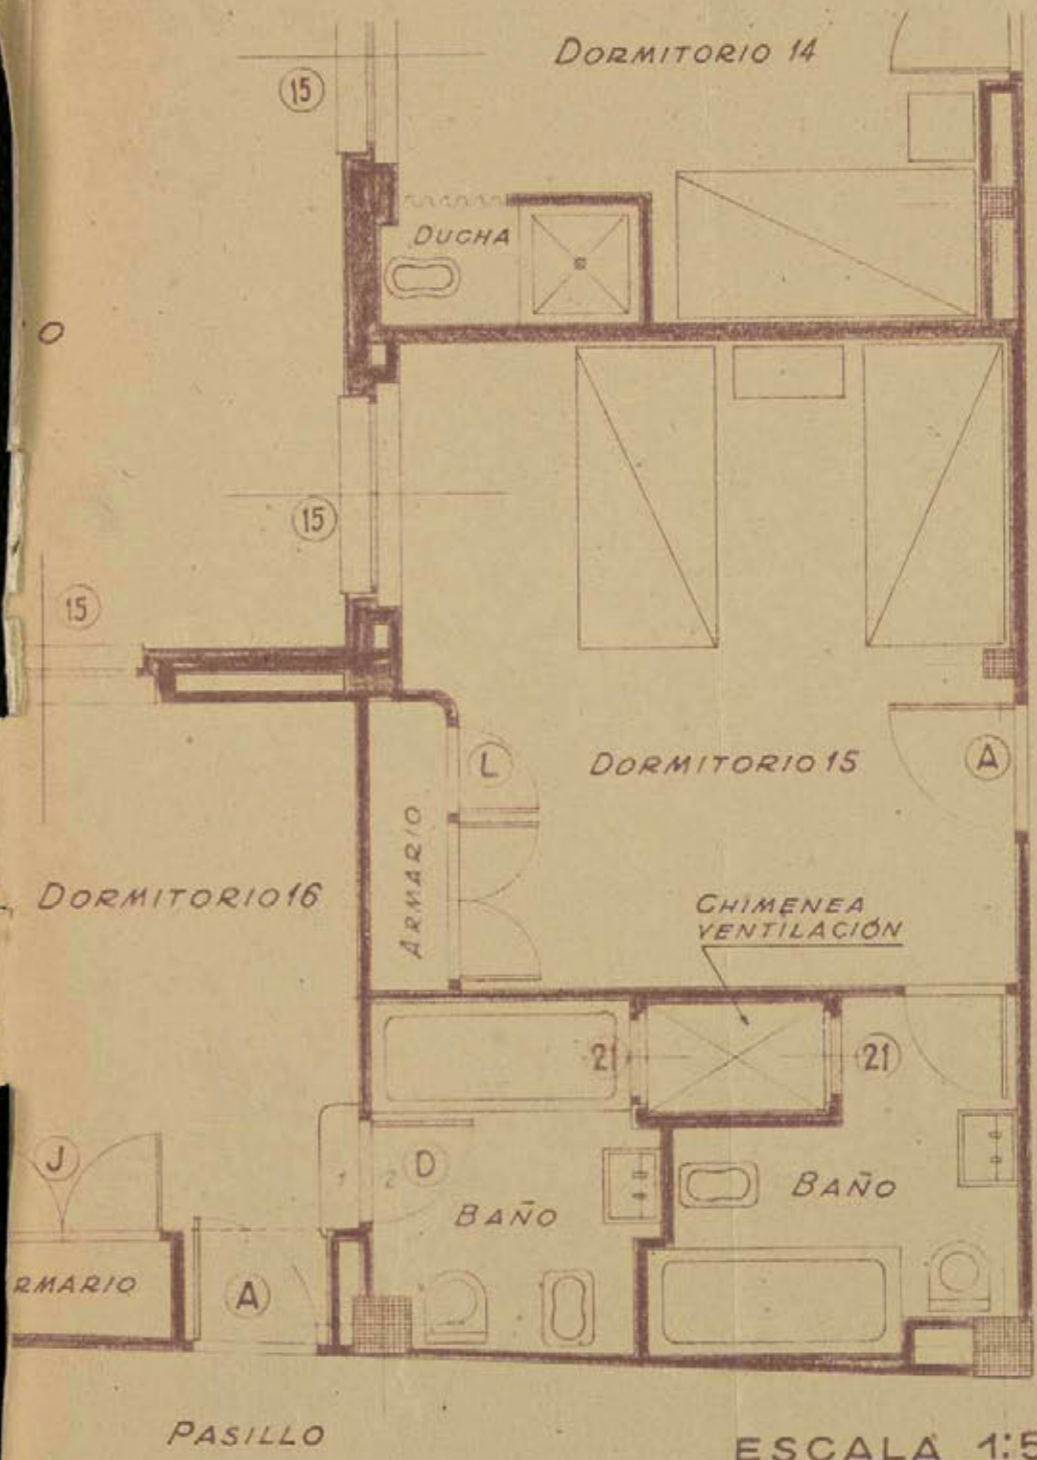 DORMITORIO 14
15
DUCHA
O
15
15
L
DORMITORIO 15
A
ARMARIO
DORMITORIO 16
CHIMENEA
VENTILACIÓN
21
21
J
1 2
D
BAÑO
BAÑO
RMARIO
A
PASILLO
ESCALA 1:5